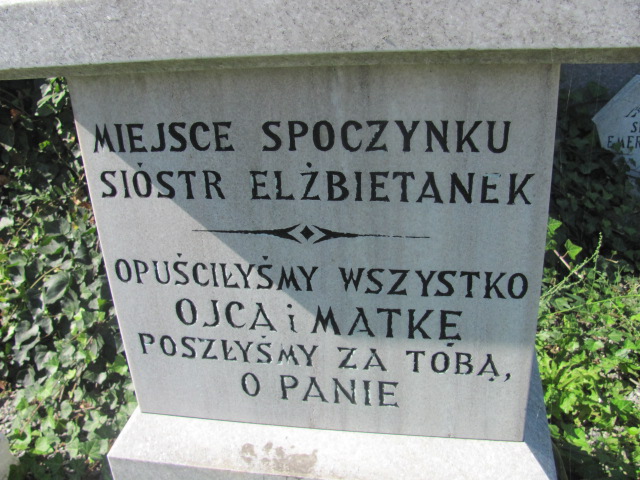 MIEJSCE SPOCZYNKU
SIÓSTR ELŻBIETANEK
OPUŚCIŁYŚMY WSZYSTKO
OJCA i MATKĘ
POSZŁYŚMY ZA TOBĄ,
O PANIE